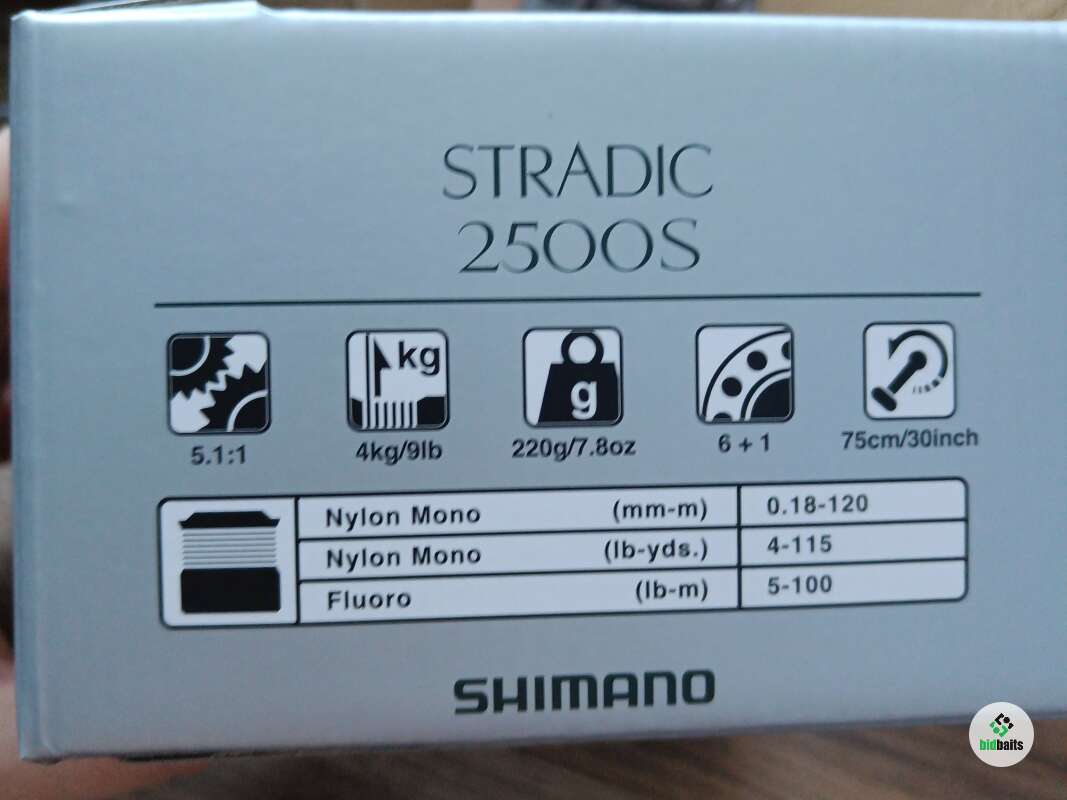 STRADIC
2500S
kg
g
5.1:1
4kg/9lb
220g/7.8oz
6 + 1
75cm/30inch
Nylon Mono (mm-m) 0.18-120
Nylon Mono (lb-yds.) 4-115
Fluoro (lb-m) 5-100
SHIMANO
bidbaits